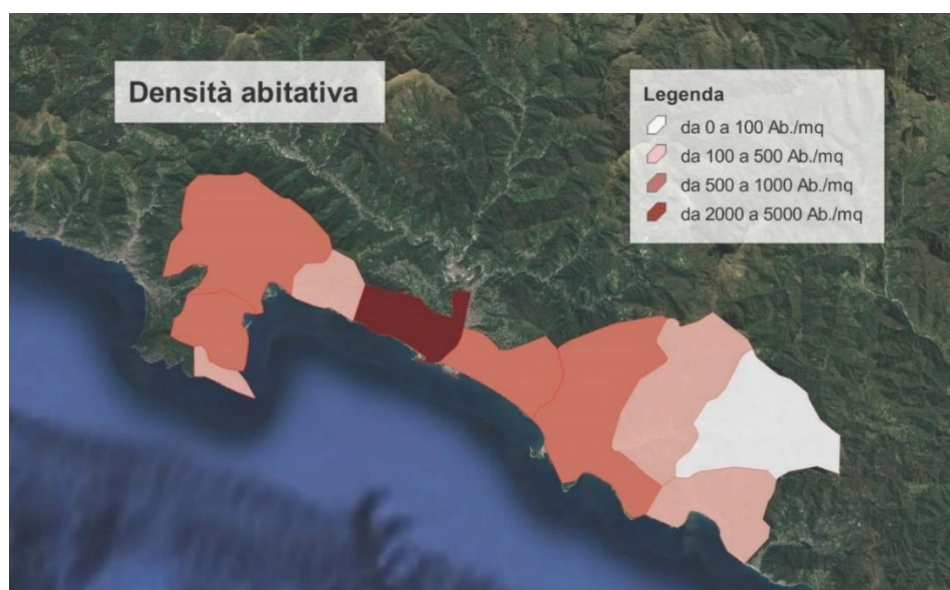 Densità abitativa
Legenda
da 0 a 100 Ab./mq
da 100 a 500 Ab./mq
da 500 a 1000 Ab./mq
da 2000 a 5000 Ab./mq